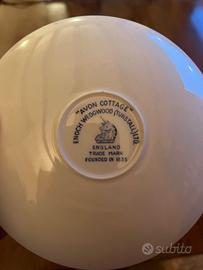 "AVON COTTAGE"
ENOCH WEDGWOOD (TUNSTALL) LTD.
ENGLAND
TRADE MARK
FOUNDED IN 1835
subito